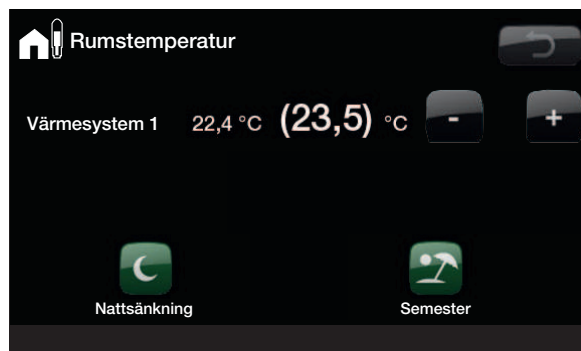 Rumstemperatur
Värmesystem 1 22,4 °C (23,5) °C - +
Nattsänkning Semester